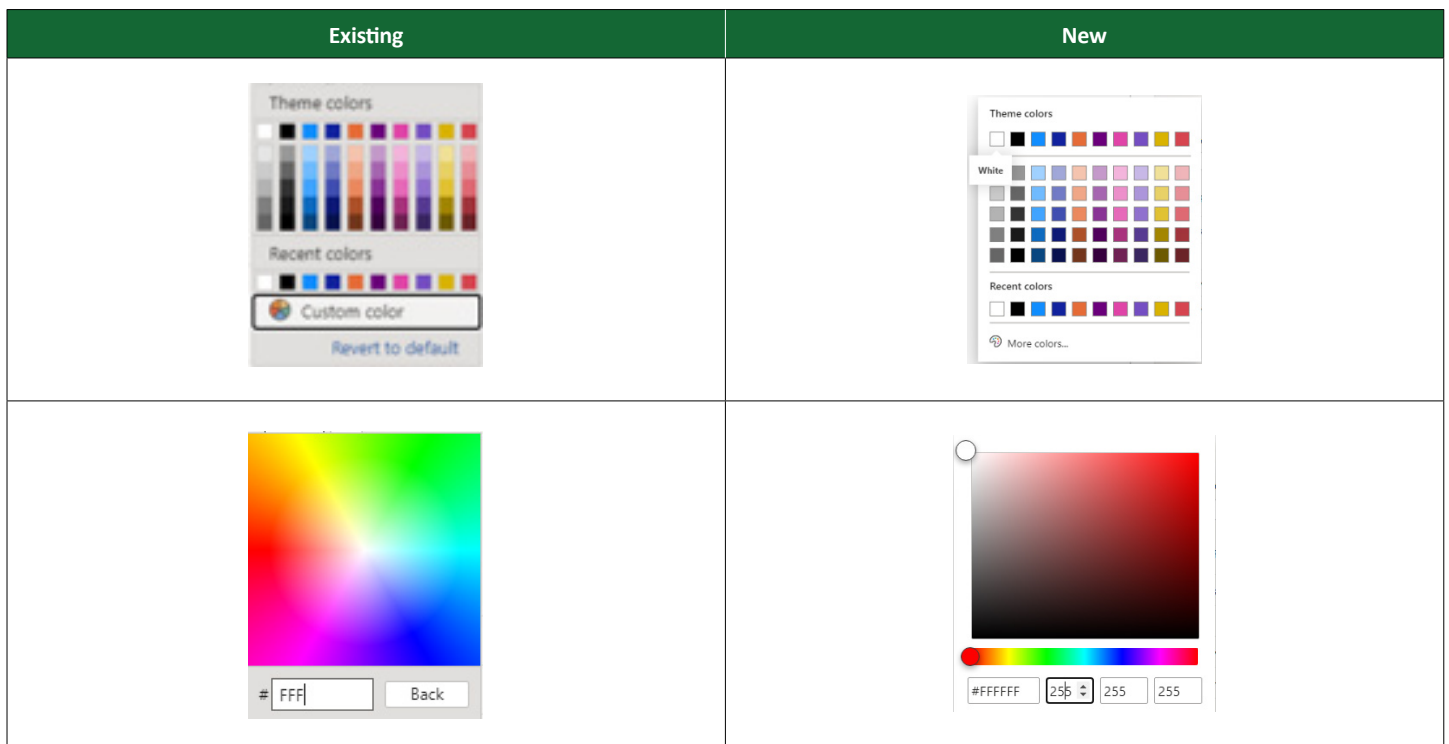 Existing
New
Theme colors
Recent colors
Custom color
Revert to default
Theme colors
White
Recent colors
More colors...
# FFF
Back
#FFFFFF
255
255
255